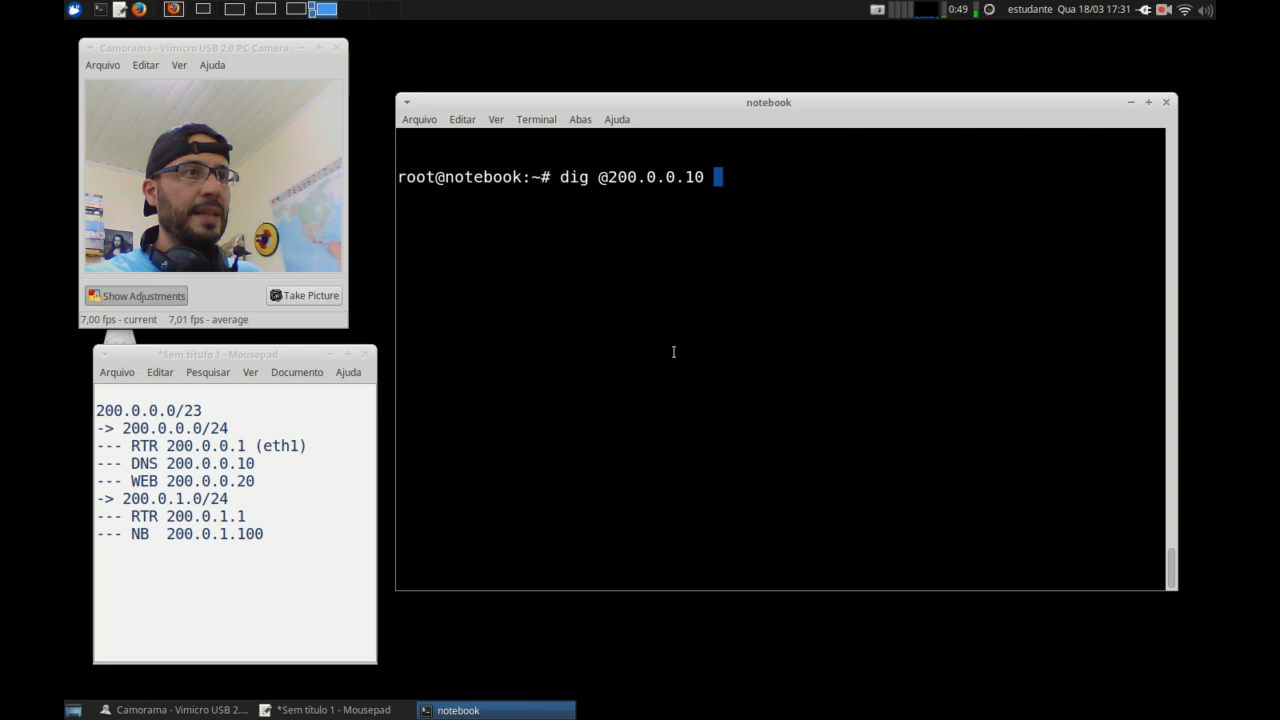 0:49 estudante Qua 18/03 17:31
Camorama - Vimicro USB 2.0 PC Camera
Arquivo Editar Ver Ajuda
Show Adjustments Take Picture
7,00 fps - current 7,01 fps - average
*Sem título 1 - Mousepad
Arquivo Editar Pesquisar Ver Documento Ajuda
200.0.0.0/23
-> 200.0.0.0/24
--- RTR 200.0.0.1 (eth1)
--- DNS 200.0.0.10
--- WEB 200.0.0.20
-> 200.0.1.0/24
--- RTR 200.0.1.1
--- NB  200.0.1.100
notebook
Arquivo Editar Ver Terminal Abas Ajuda
root@notebook:~# dig @200.0.0.10
Camorama - Vimicro USB 2.... *Sem título 1 - Mousepad notebook